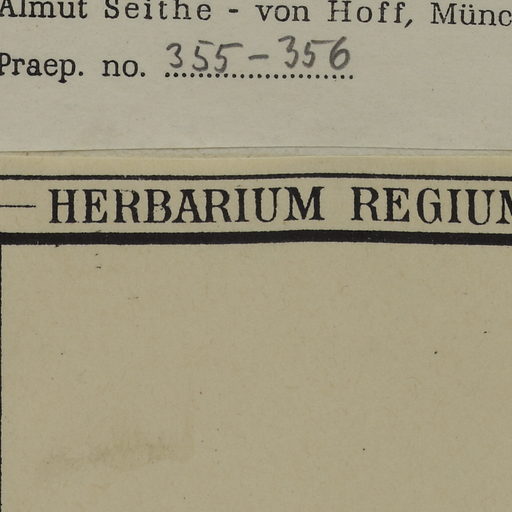 Almut Seithe - von Hoff, Münc
Praep. no. 355-356
HERBARIUM REGIUM